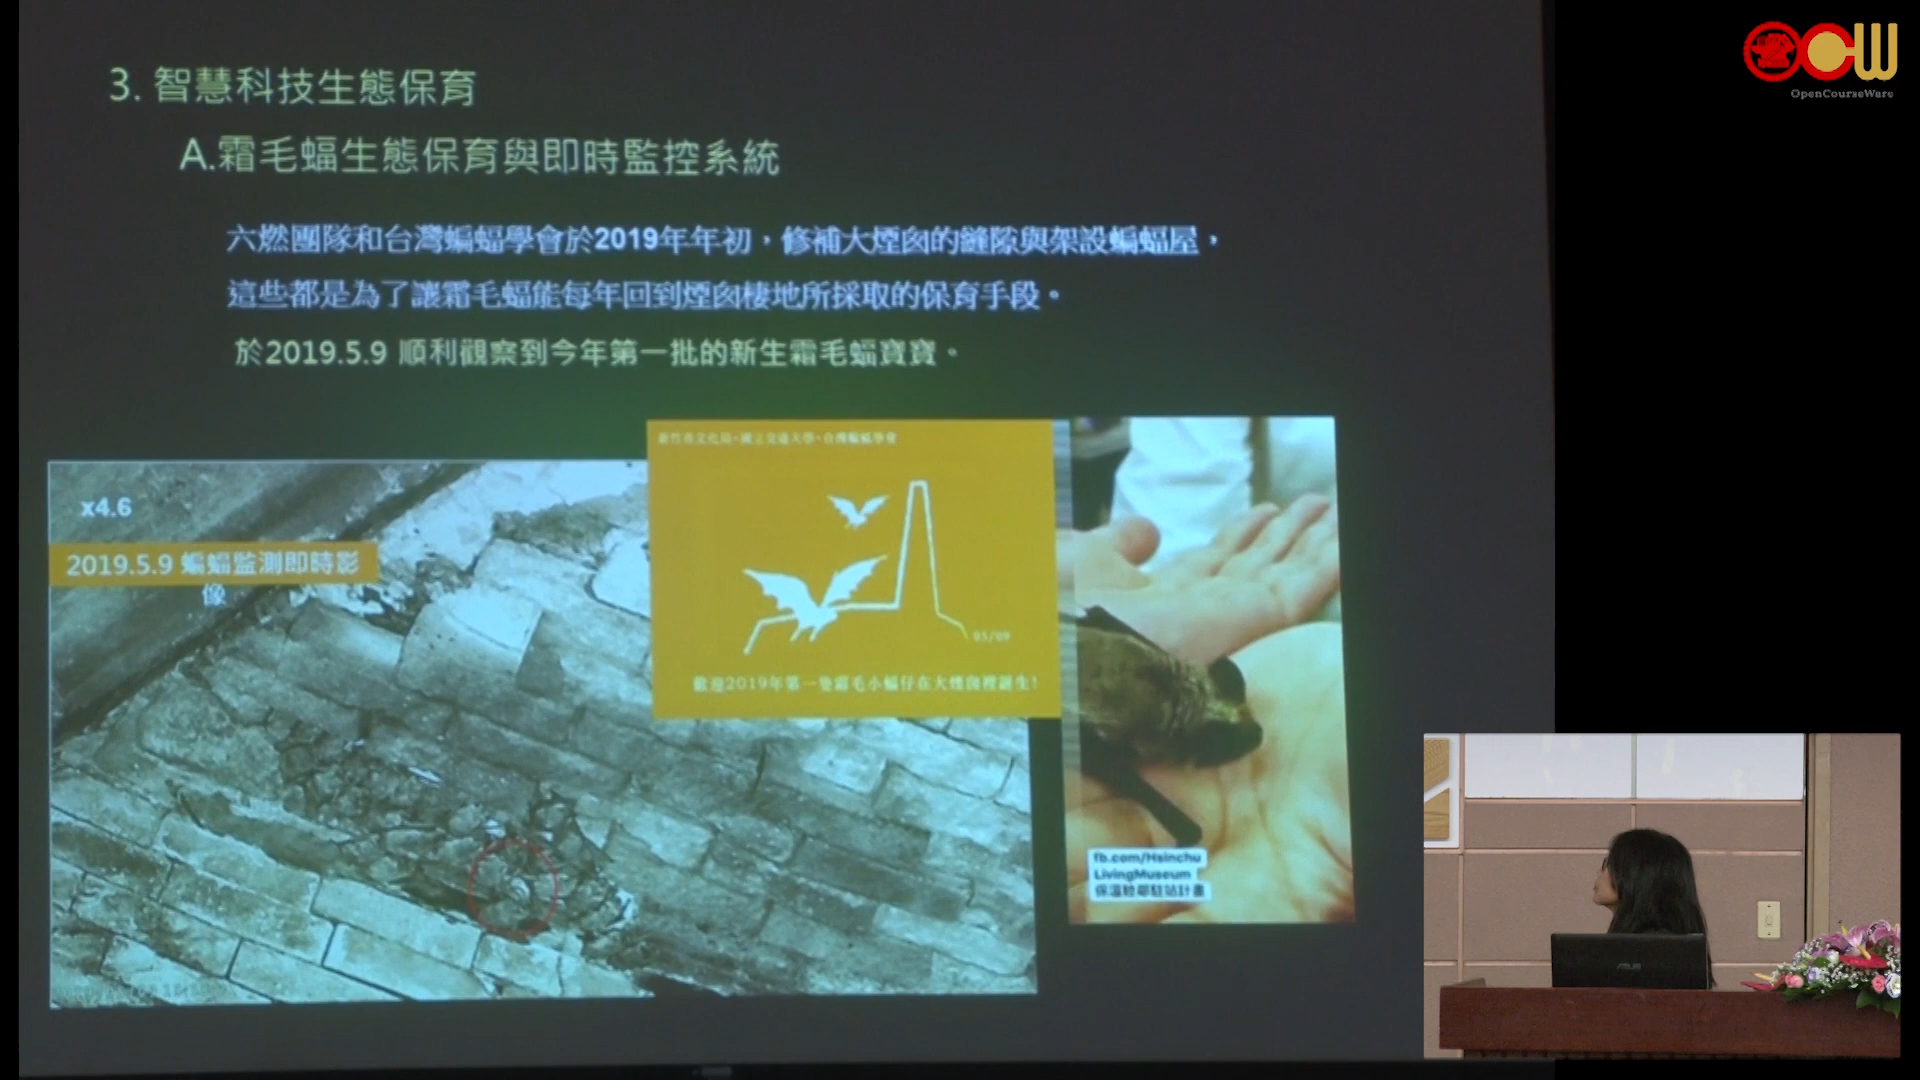 3. 智慧科技生態保育
A.霜毛蝠生態保育與即時監控系統
六燃團隊和台灣蝙蝠學會於2019年年初，修補大煙囪的縫隙與架設蝙蝠屋，
這些都是為了讓霜毛蝠能每年回到煙囪棲地所採取的保育手段。
於2019.5.9 順利觀察到今年第一批的新生霜毛蝠寶寶。
x4.6
2019.5.9 蝙蝠監測即時影
像
新竹市文化局·國立交通大學·台灣蝙蝠學會
05/09
歡迎2019年第一隻霜毛小蝠仔在大煙囪裡誕生!
fb.com/Hsinchu
LivingMuseum
保溫睦鄰駐站計畫
OpenCourseWare
ASUS